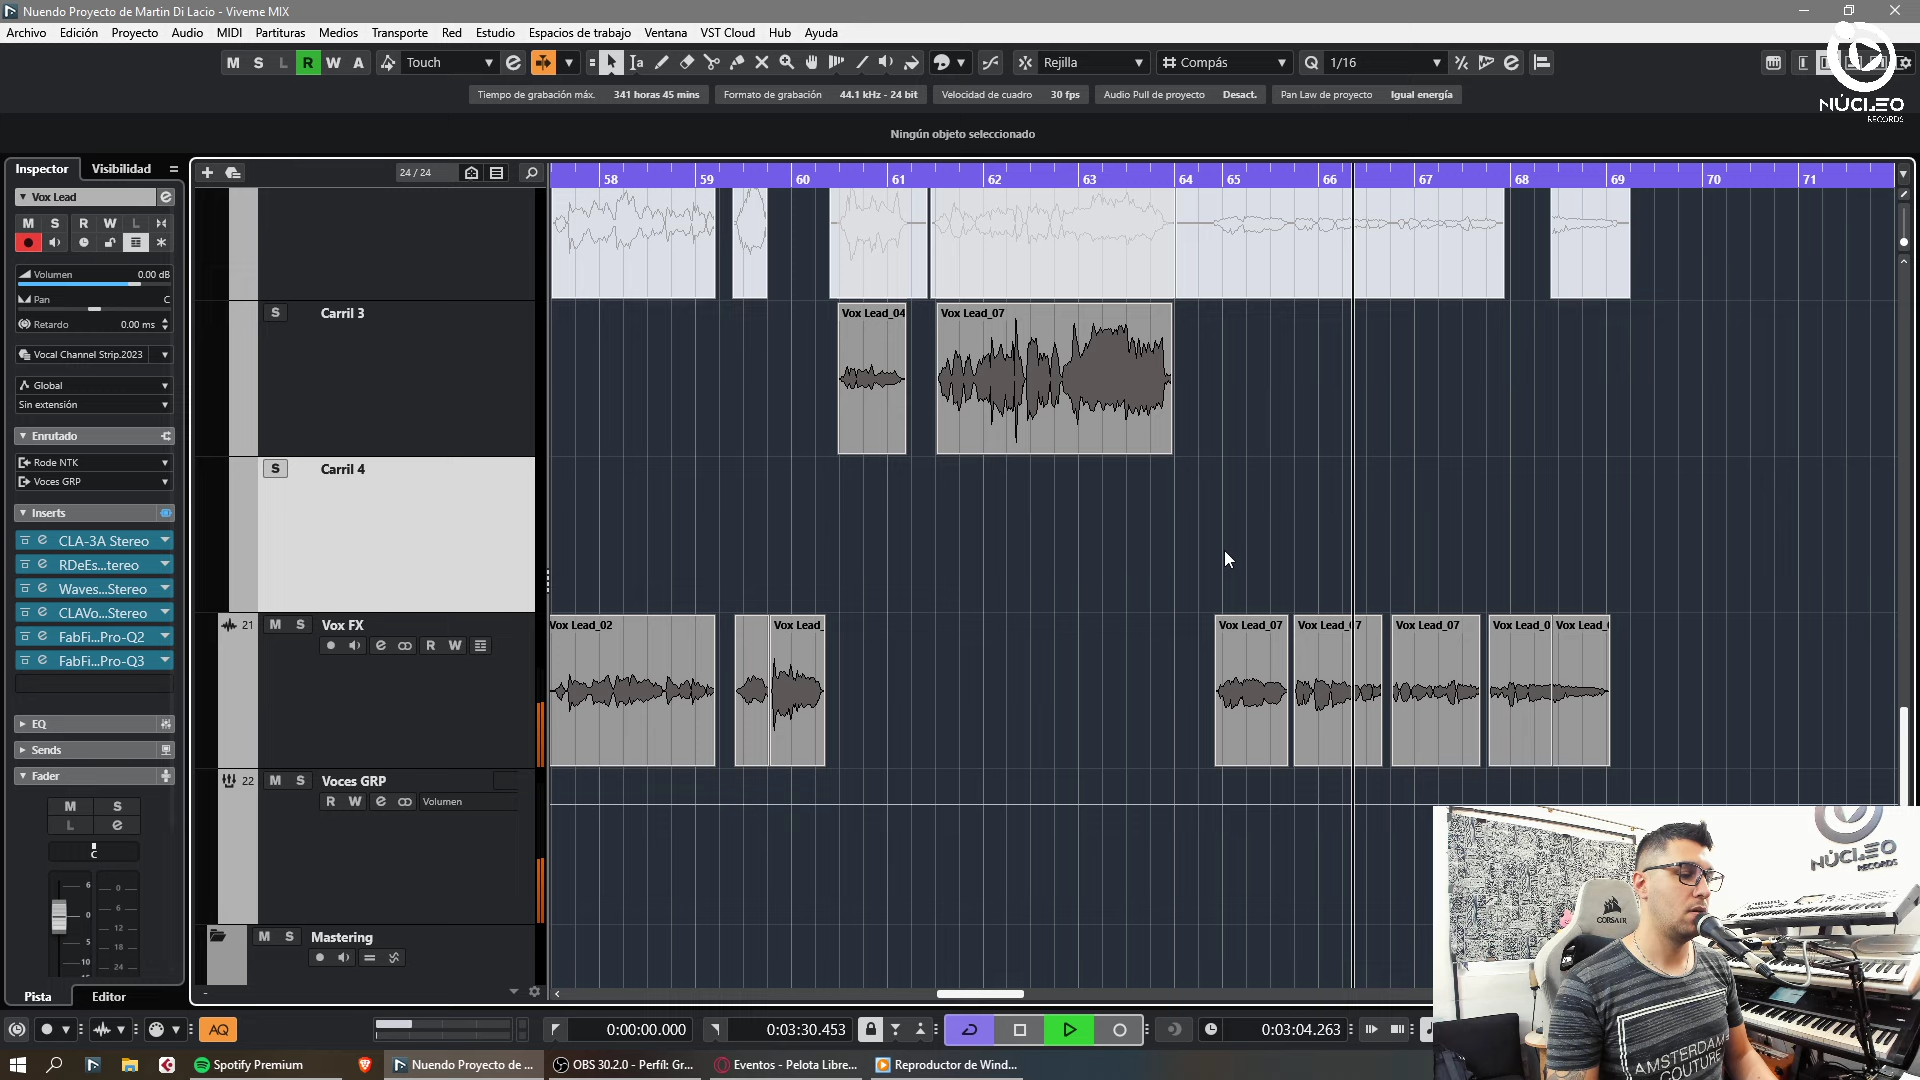 Nuendo Proyecto de Martin Di Lacio - Viveme MIX
Archivo Edición Proyecto Audio MIDI Partituras Medios Transporte Red Estudio Espacios de trabajo Ventana VST Cloud Hub Ayuda
M S L R W A Touch Rejilla Compás Q 1/16
NÚCLEO
RECORDS
Tiempo de grabación máx. 341 horas 45 mins Formato de grabación 44.1 kHz - 24 bit Velocidad de cuadro 30 fps Audio Pull de proyecto Desact. Pan Law de proyecto Igual energía
Ningún objeto seleccionado
Inspector Visibilidad
24 / 24
58 59 60 61 62 63 64 65 66 67 68 69 70 71
Vox Lead
M S R W L
Volumen 0.00 dB
Pan C
Retardo 0.00 ms
Vocal Channel Strip.2023
Global
Sin extensión
Enrutado
Rode NTK
Voces GRP
Inserts
CLA-3A Stereo
RDeEs...tereo
Waves...Stereo
CLAVo...Stereo
FabFi...Pro-Q2
FabFi...Pro-Q3
EQ
Sends
Fader
M S
L e
C
6
0
5
10
0
6
12
18
24
Pista Editor
S Carril 3
Vox Lead_04 Vox Lead_07
S Carril 4
21 M S Vox FX
R W
Vox Lead_02 Vox Lead_ Vox Lead_07 Vox Lead_07 Vox Lead_07 Vox Lead_0 Vox Lead_
22 M S Voces GRP
R W Volumen
M S Mastering
NÚCLEO
RECORDS
CORSAIR
AMSTERDAM
COUTURE
AQ 0:00:00.000 0:03:30.453 0:03:04.263
Spotify Premium Nuendo Proyecto de ... OBS 30.2.0 - Perfil: Gr... Eventos - Pelota Libre... Reproductor de Wind...